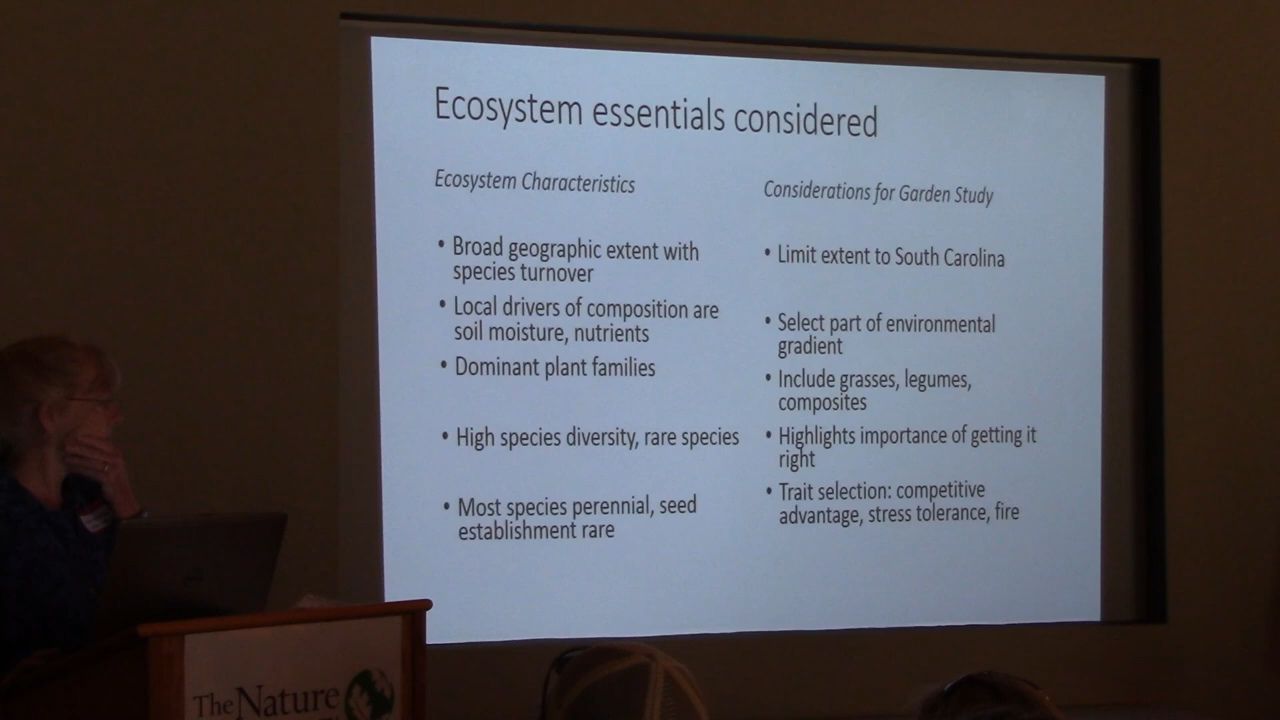 Ecosystem essentials considered
Ecosystem Characteristics
• Broad geographic extent with
species turnover
• Local drivers of composition are
soil moisture, nutrients
• Dominant plant families
• High species diversity, rare species
• Most species perennial, seed
establishment rare
Considerations for Garden Study
• Limit extent to South Carolina
• Select part of environmental
gradient
• Include grasses, legumes,
composites
• Highlights importance of getting it
right
• Trait selection: competitive
advantage, stress tolerance, fire
The Nature